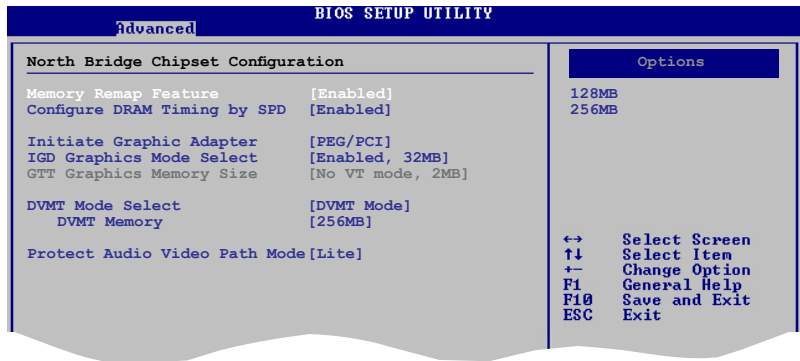 BIOS SETUP UTILITY
Advanced
North Bridge Chipset Configuration
Memory Remap Feature [Enabled]
Configure DRAM Timing by SPD [Enabled]
Initiate Graphic Adapter [PEG/PCI]
IGD Graphics Mode Select [Enabled, 32MB]
GTT Graphics Memory Size [No VT mode, 2MB]
DVMT Mode Select [DVMT Mode]
DVMT Memory [256MB]
Protect Audio Video Path Mode[Lite]
Options
128MB
256MB
←→ Select Screen
↑↓ Select Item
+- Change Option
F1 General Help
F10 Save and Exit
ESC Exit